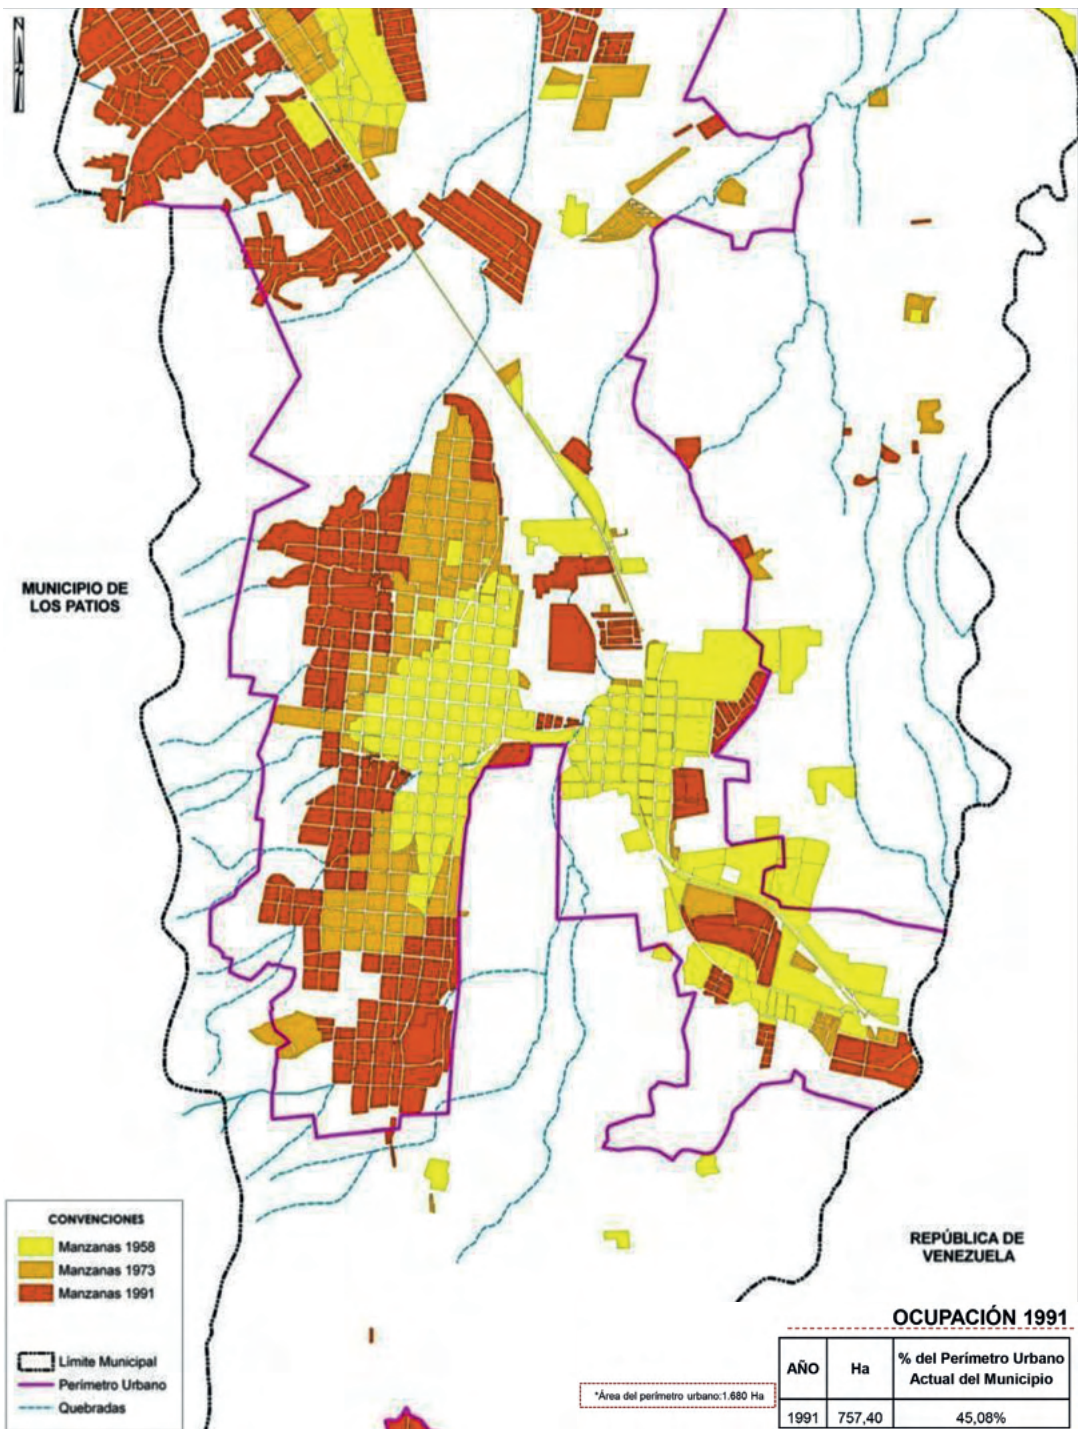 N
MUNICIPIO DE
LOS PATIOS
CONVENCIONES
Manzanas 1958
Manzanas 1973
Manzanas 1991
Limite Municipal
Perímetro Urbano
Quebradas
REPÚBLICA DE
VENEZUELA
OCUPACIÓN 1991
*Área del perímetro urbano:1.680 Ha
AÑO Ha % del Perímetro Urbano
Actual del Municipio
1991 757,40 45,08%